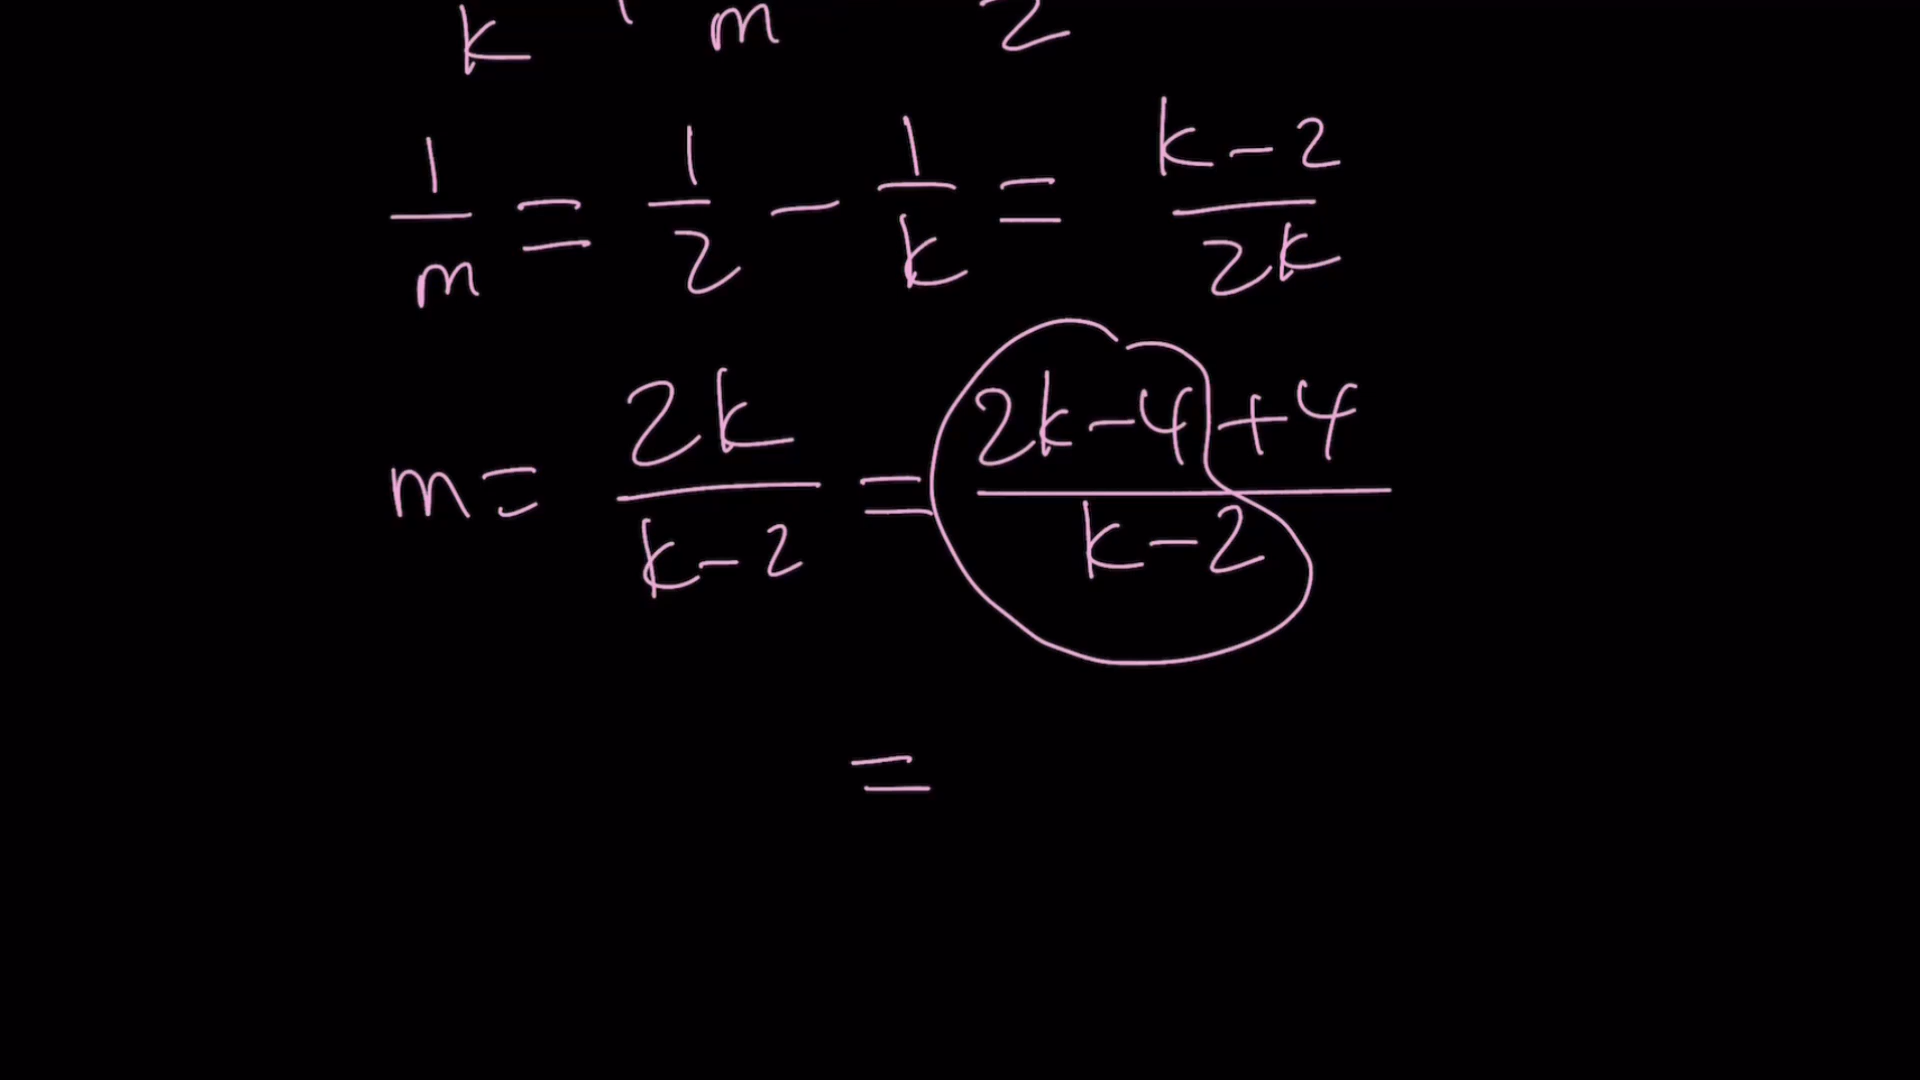 k m 2
1/m = 1/2 - 1/k = k-2/2k
m = 2k/k-2 = 2k-4+4/k-2
=